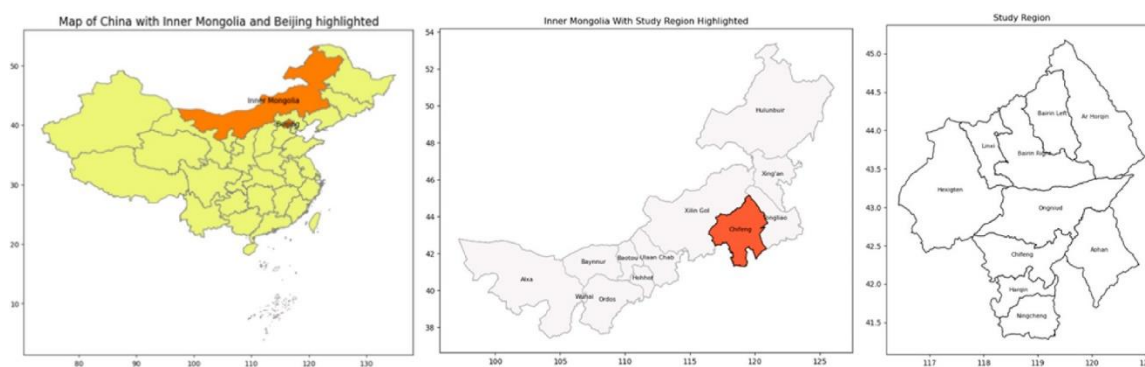 Map of China with Inner Mongolia and Beijing highlighted
50
40
30
20
10
80
90
100
110
120
130
Inner Mongolia
Beijing
Inner Mongolia With Study Region Highlighted
54
52
50
48
46
44
42
40
38
100
105
110
115
120
125
Hulunbuir
Xing'an
Xilin Gol
Chifeng
Baotou
Ulaan Chab
Baynnur
Hohhot
Alxa
Wuhai
Ordos
Study Region
45.0
44.5
44.0
43.5
43.0
42.5
42.0
41.5
117
118
119
120
Bairin Left
Ar Horqin
Linxi
Bairin Right
Hexigten
Ongniud
Chifeng
Aohan
Harqin
Ningcheng